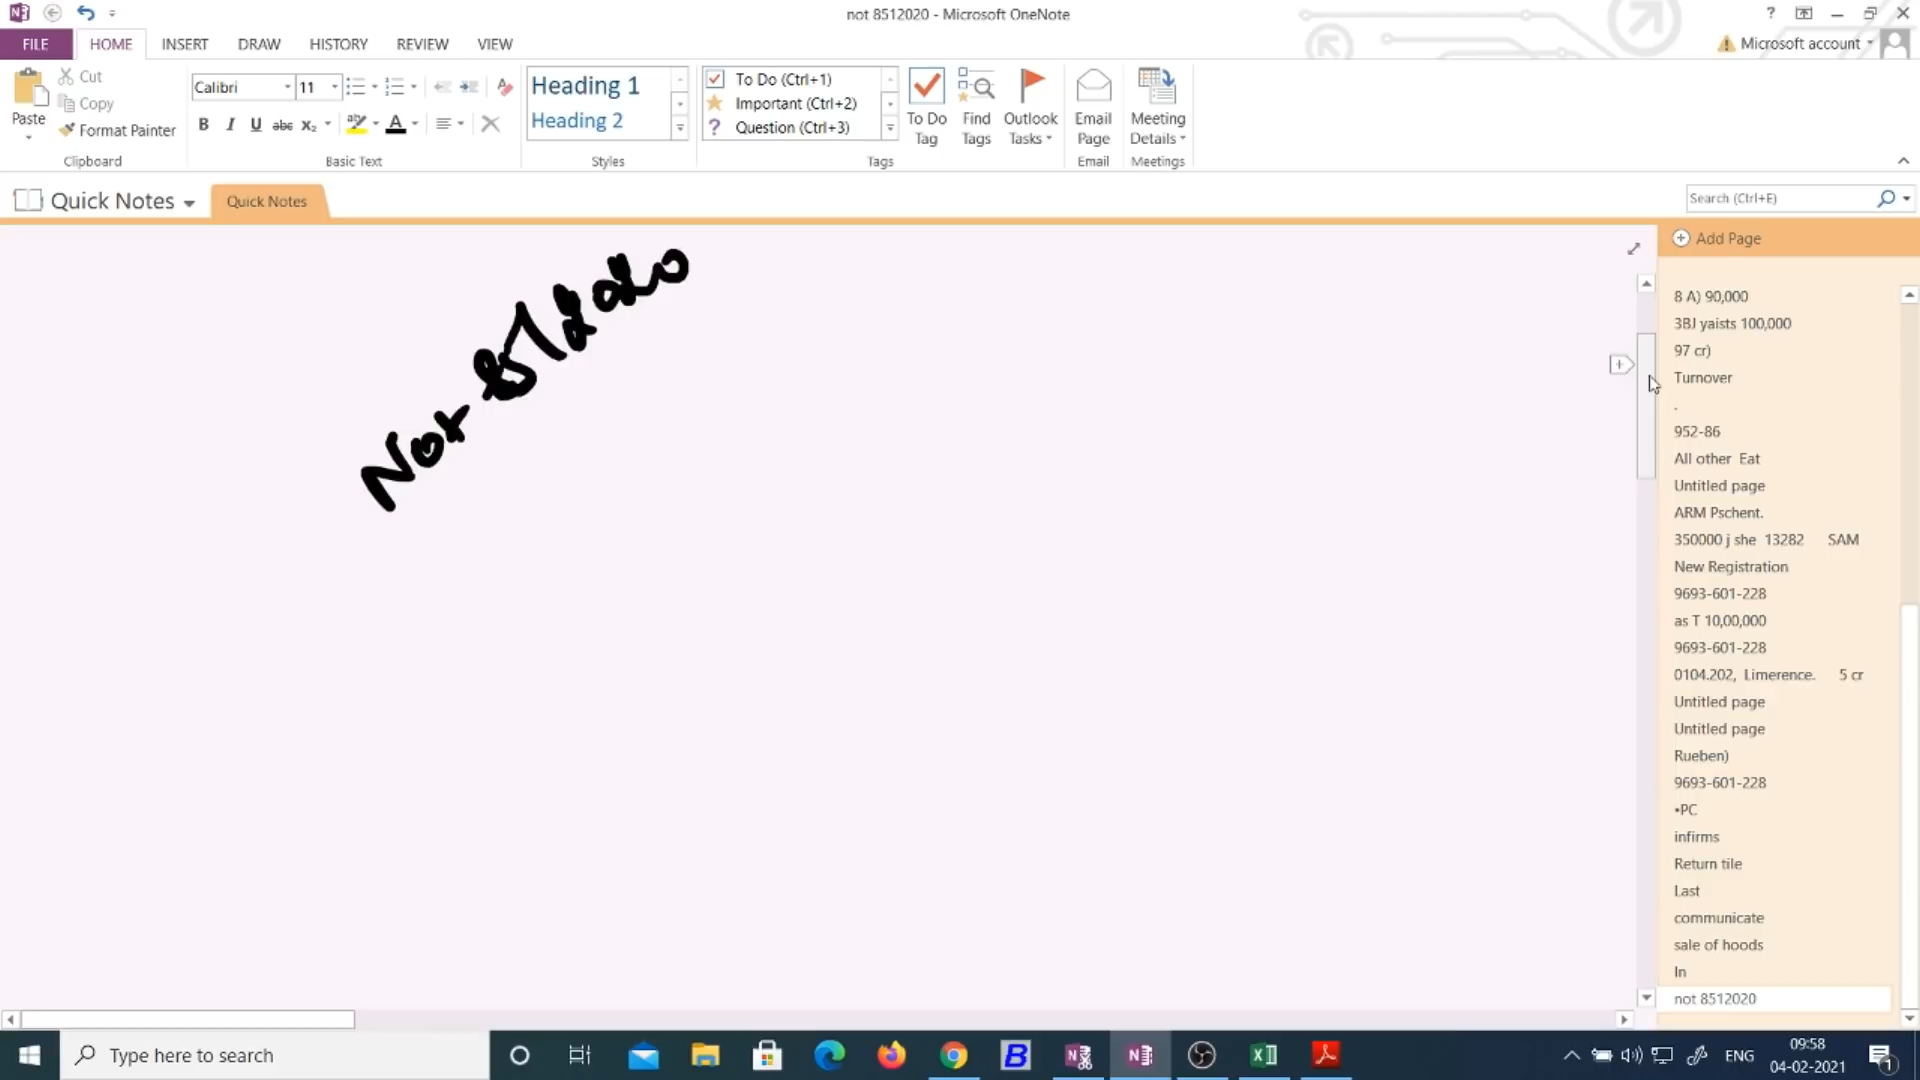 not 8512020 - Microsoft OneNote
FILE HOME INSERT DRAW HISTORY REVIEW VIEW
Microsoft account
Paste
Cut
Copy
Format Painter
Clipboard
Calibri 11
B I U abc X₂ aby A
Basic Text
Heading 1
Heading 2
Styles
To Do (Ctrl+1)
Important (Ctrl+2)
Question (Ctrl+3)
Tags
To Do Tag
Find Tags
Outlook Tasks
Email Page
Email
Meeting Details
Meetings
Quick Notes
Quick Notes
Search (Ctrl+E)
Not 8512020
Add Page
8 A) 90,000
3BJ yaists 100,000
97 cr)
Turnover
.
952-86
All other Eat
Untitled page
ARM Pschent.
350000 j she 13282 SAM
New Registration
9693-601-228
as T 10,00,000
9693-601-228
0104.202, Limerence. 5 cr
Untitled page
Untitled page
Rueben)
9693-601-228
•PC
infirms
Return tile
Last
communicate
sale of hoods
In
not 8512020
Type here to search
ENG
09:58
04-02-2021
1